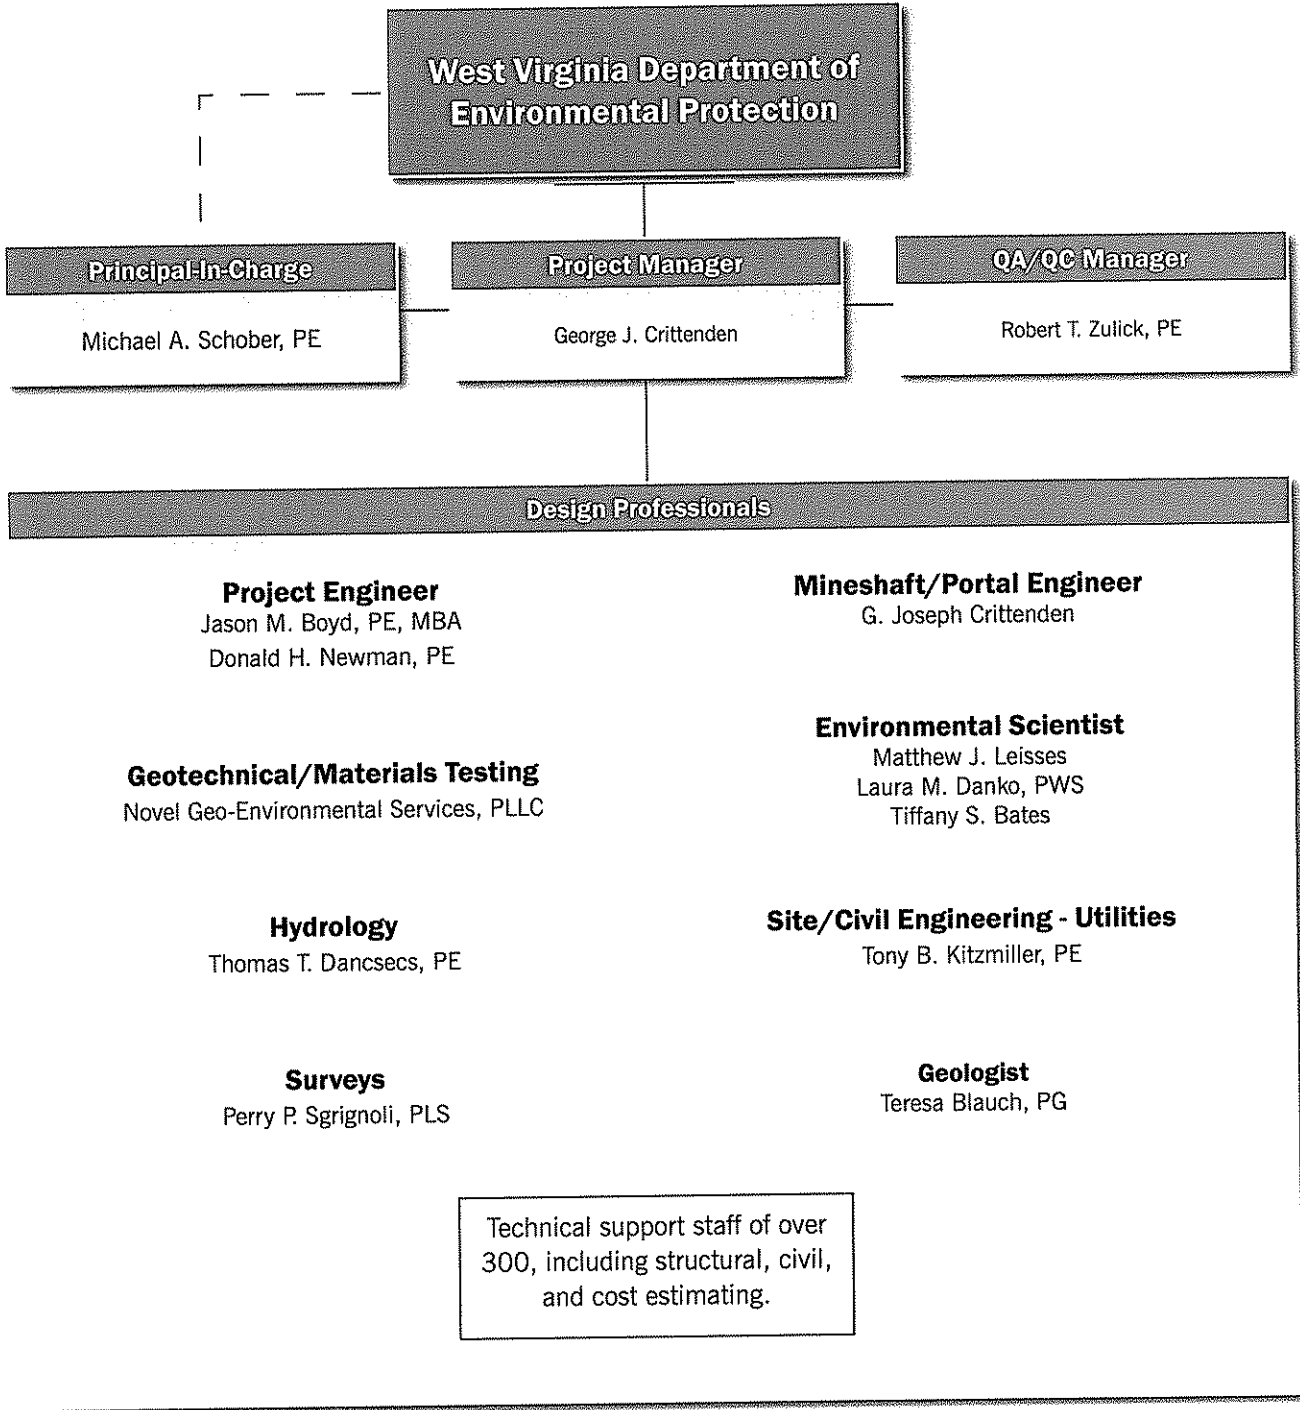 West Virginia Department of
Environmental Protection
Principal-In-Charge
Michael A. Schober, PE
Project Manager
George J. Crittenden
QA/QC Manager
Robert T. Zulick, PE
Design Professionals
Project Engineer
Jason M. Boyd, PE, MBA
Donald H. Newman, PE
Mineshaft/Portal Engineer
G. Joseph Crittenden
Geotechnical/Materials Testing
Novel Geo-Environmental Services, PLLC
Environmental Scientist
Matthew J. Leisses
Laura M. Danko, PWS
Tiffany S. Bates
Hydrology
Thomas T. Dancsecs, PE
Site/Civil Engineering - Utilities
Tony B. Kitzmiller, PE
Surveys
Perry P. Sgrignoli, PLS
Geologist
Teresa Blauch, PG
Technical support staff of over
300, including structural, civil,
and cost estimating.